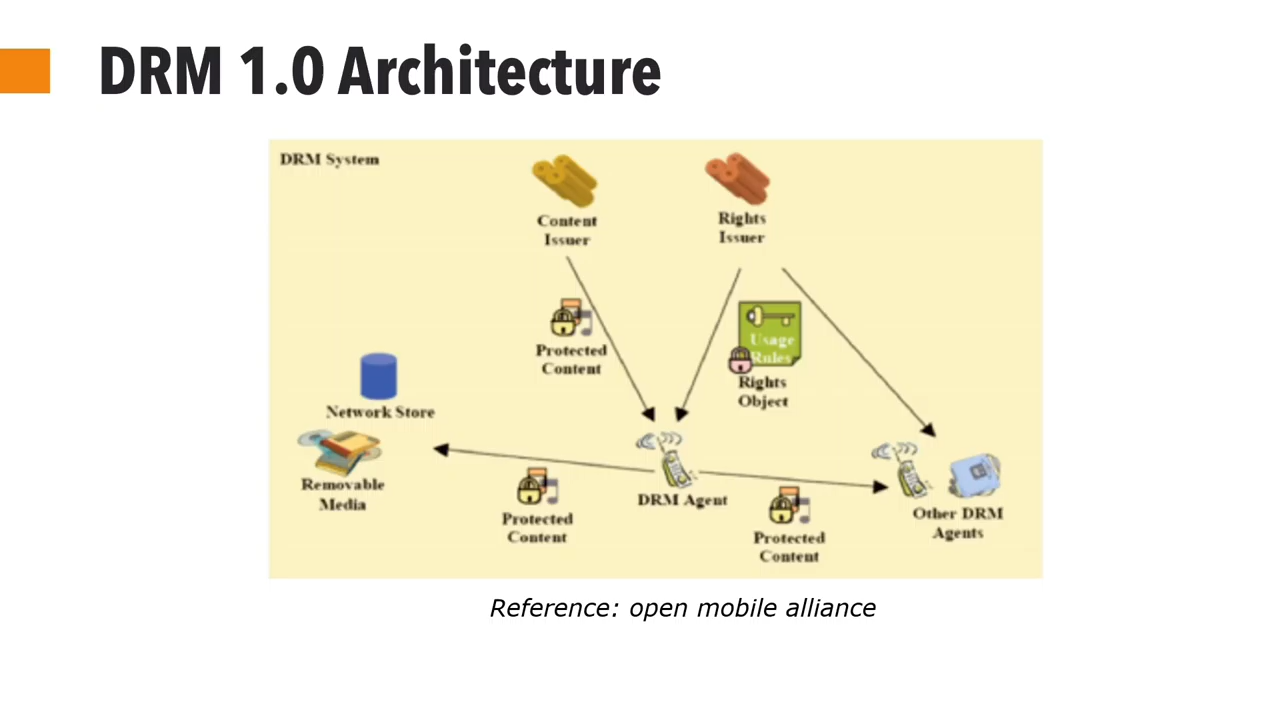 DRM 1.0 Architecture
DRM System
Content
Issuer
Rights
Issuer
Protected
Content
Usage
Rules
Rights
Object
Network Store
Removable
Media
Protected
Content
DRM Agent
Protected
Content
Other DRM
Agents
Reference: open mobile alliance